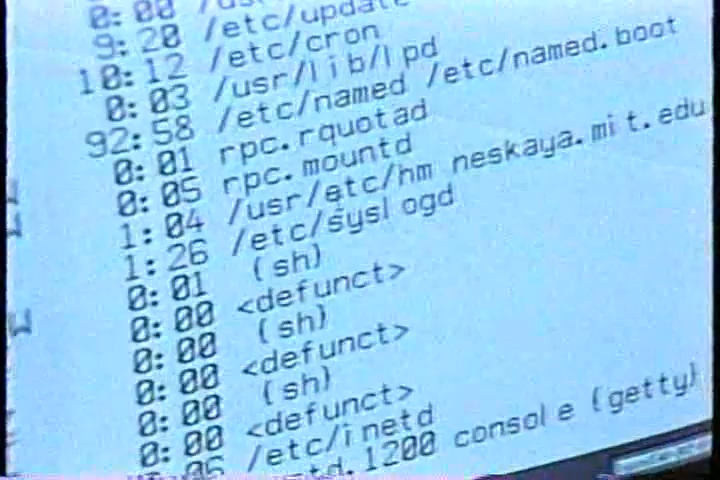 0:00
9:20 /etc/update
10:12 /etc/cron
0:03 /usr/lib/lpd
92:58 /etc/named /etc/named.boot
0:01 rpc.rquotad
0:05 rpc.mountd
1:04 /usr/etc/hm neskaya.mit.edu
1:26 /etc/syslogd
0:01 (sh)
0:00 <defunct>
0:00 (sh)
0:00 <defunct>
0:00 (sh)
0:00 <defunct>
/etc/inetd
td.1200 console (getty)